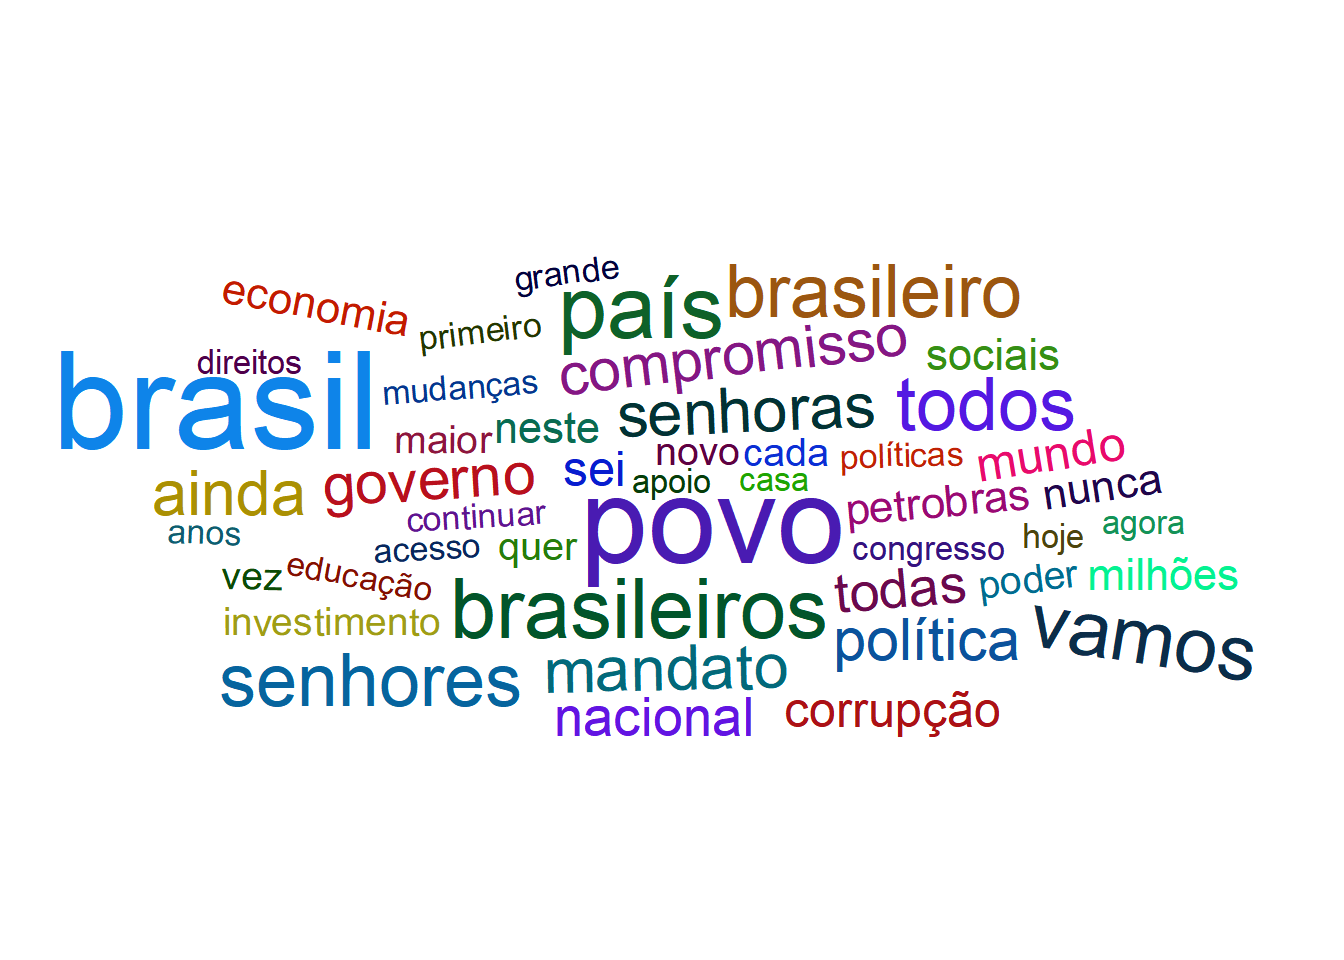 grande
economia
país
brasileiro
primeiro
compromisso
sociais
direitos
brasil
mudanças
senhoras
todos
maior
neste
novo
cada
políticas
mundo
ainda
governo
sei
apoio
casa
petrobras
nunca
anos
continuar
povo
agora
acesso
quer
congresso
hoje
vez
educação
brasileiros
todas
poder
milhões
investimento
política
vamos
senhores
mandato
nacional
corrupção